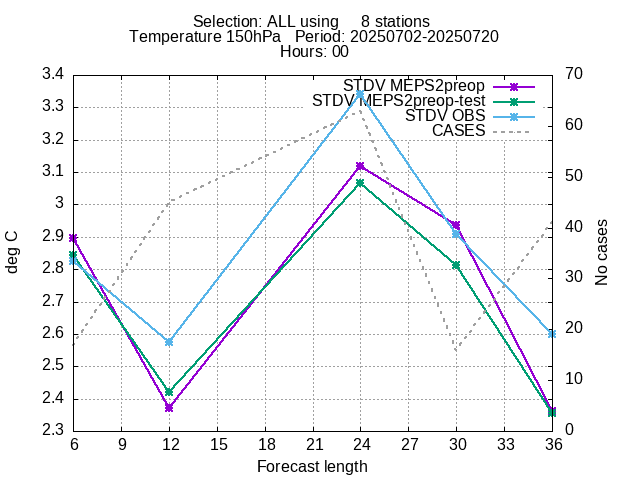 Selection: ALL using     8 stations
Temperature 150hPa   Period: 20250702-20250720
Hours: 00
STDV MEPS2preop
STDV MEPS2preop-test
STDV OBS
CASES
3.4
3.3
3.2
3.1
3
2.9
2.8
2.7
2.6
2.5
2.4
2.3
deg C
70
60
50
40
30
20
10
0
No cases
6 9 12 15 18 21 24 27 30 33 36
Forecast length